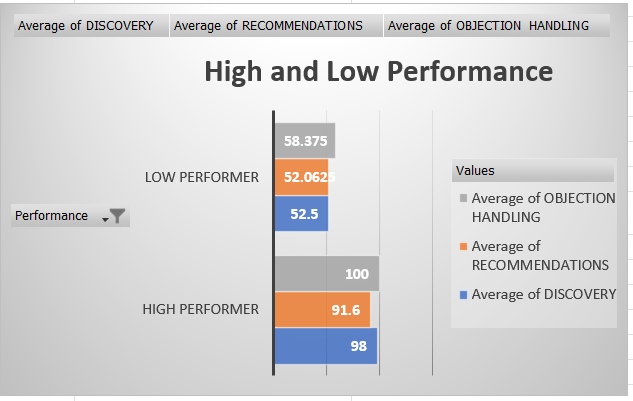 Average of DISCOVERY Average of RECOMMENDATIONS Average of OBJECTION HANDLING
High and Low Performance
58.375
LOW PERFORMER 52.0625
52.5
Performance
100
HIGH PERFORMER 91.6
98
Values
Average of OBJECTION
HANDLING
Average of
RECOMMENDATIONS
Average of DISCOVERY